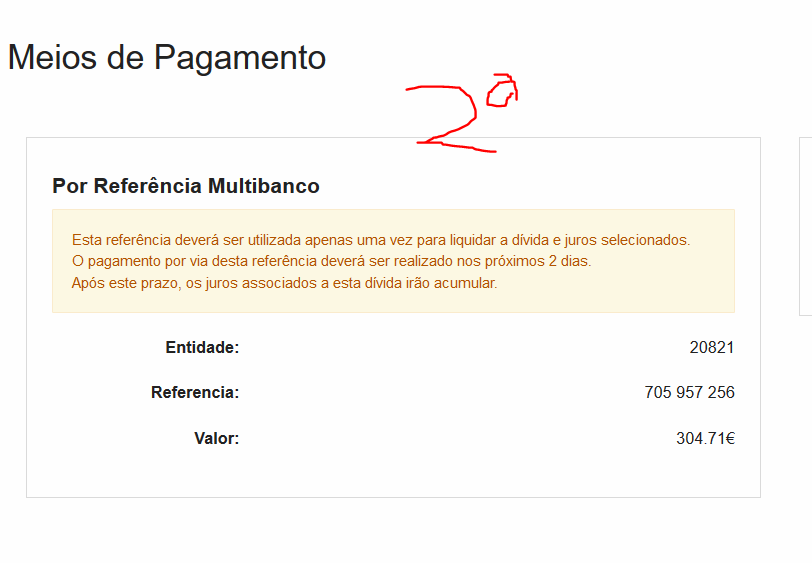 Meios de Pagamento
2ª
Por Referência Multibanco
Esta referência deverá ser utilizada apenas uma vez para liquidar a dívida e juros selecionados.
O pagamento por via desta referência deverá ser realizado nos próximos 2 dias.
Após este prazo, os juros associados a esta dívida irão acumular.
Entidade: 20821
Referencia: 705 957 256
Valor: 304.71€